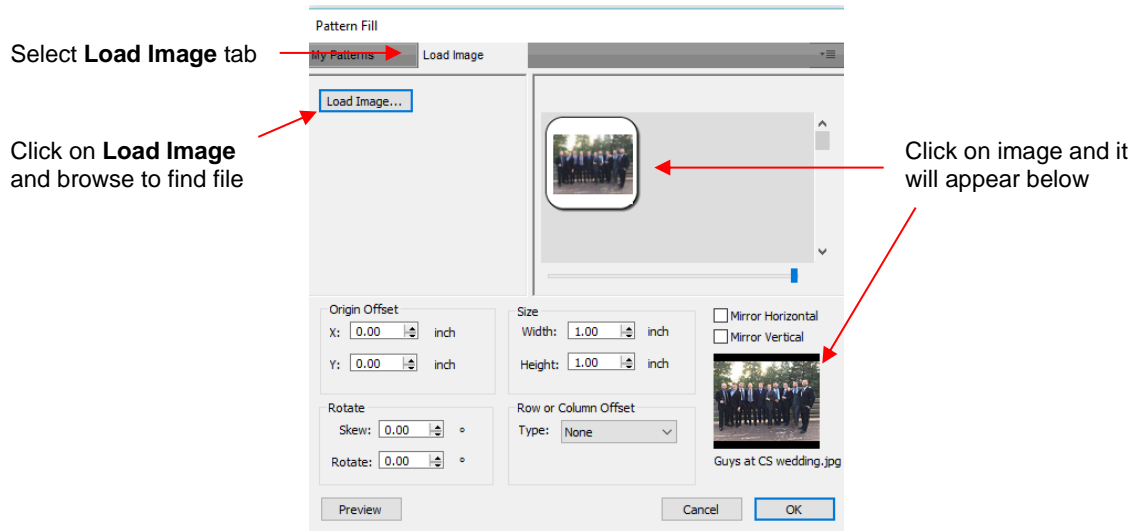 Pattern Fill
Select Load Image tab
My Patterns Load Image
Load Image...
Click on Load Image
and browse to find file
Click on image and it
will appear below
Origin Offset
X: 0.00 inch
Y: 0.00 inch
Size
Width: 1.00 inch
Height: 1.00 inch
Mirror Horizontal
Mirror Vertical
Rotate
Skew: 0.00 °
Rotate: 0.00 °
Row or Column Offset
Type: None
Guys at CS wedding.jpg
Preview Cancel OK